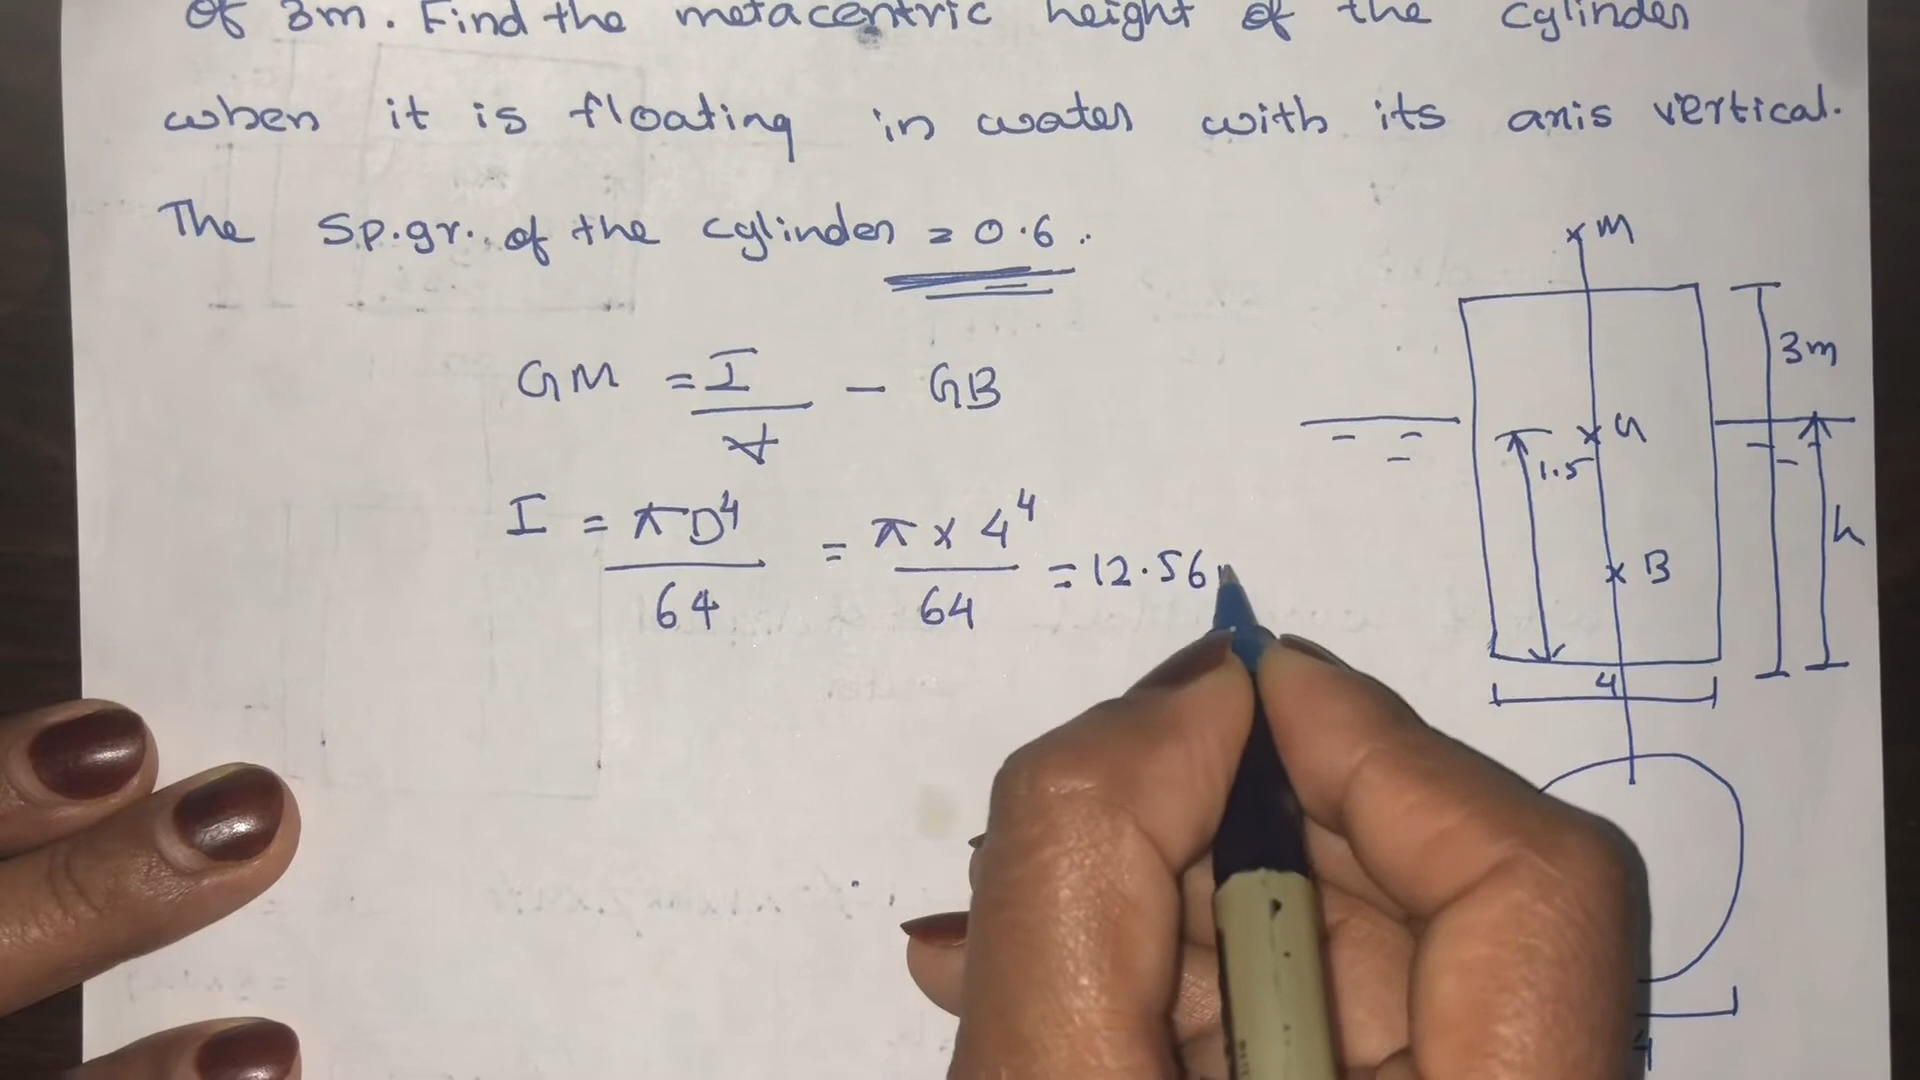 of 3m. Find the metacentric height of the cylinder
when it is floating in water with its axis vertical.
The Sp.gr. of the cylinder = 0.6.
GM = I / V - GB
I = πD⁴ / 64 = π × 4⁴ / 64 = 12.56
M
3m
G
1.5
h
B
4
4